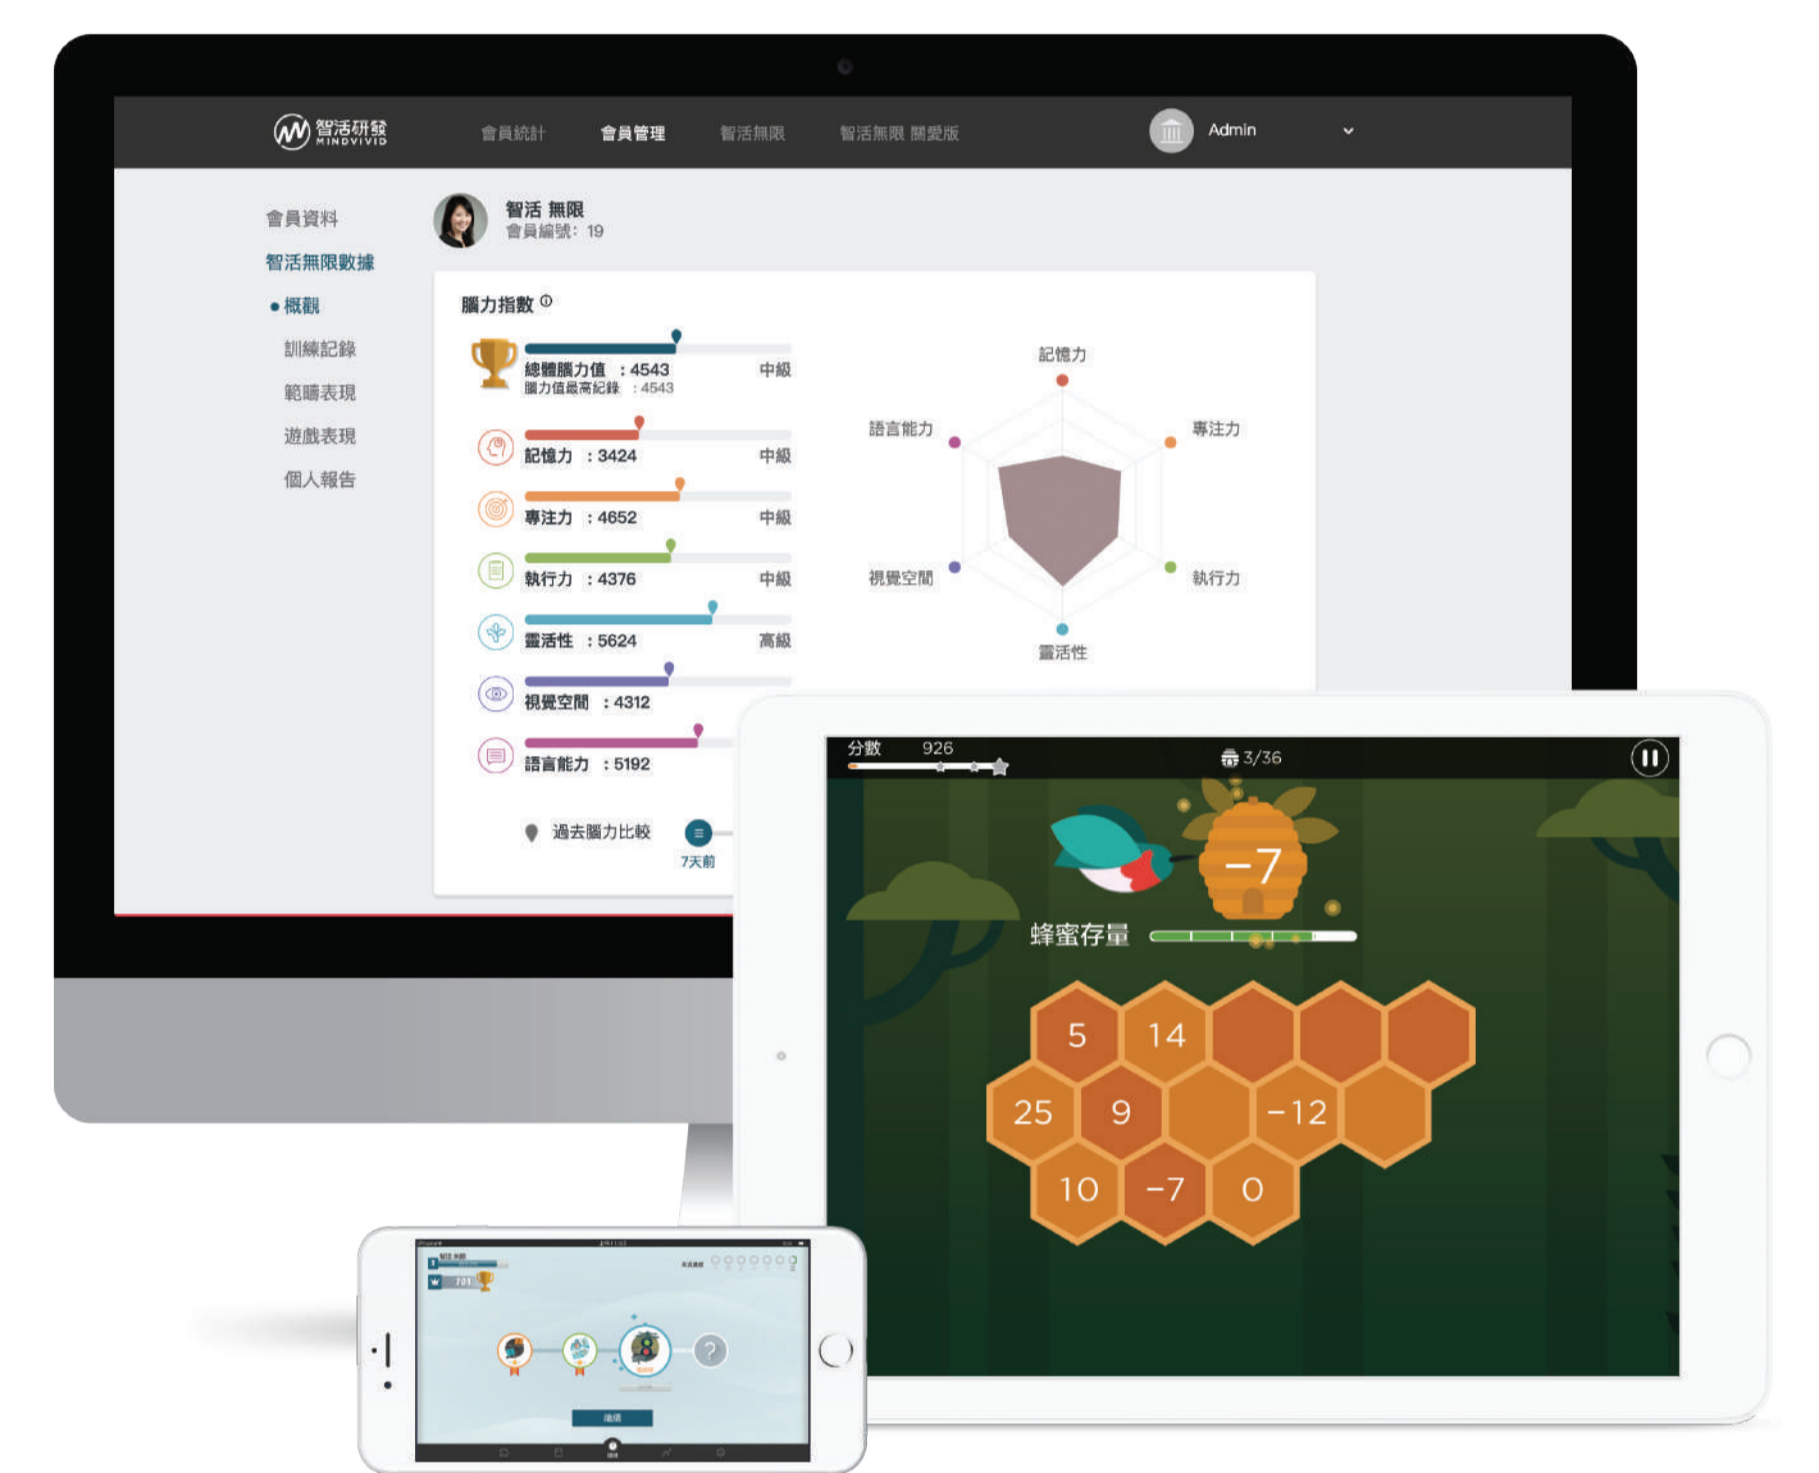 智活研發
MINDVIVID
會員統計
會員管理
智活無限
智活無限 關愛版
Admin
會員資料
智活無限數據
概觀
訓練記錄
範疇表現
遊戲表現
個人報告
智活 無限
會員編號：19
腦力指數
總體腦力值 ：4543 中級
腦力值最高紀錄 ：4543
記憶力 ：3424 中級
專注力 ：4652 中級
執行力 ：4376 中級
靈活性 ：5624 高級
視覺空間 ：4312
語言能力 ：5192
過去腦力比較
7天前
記憶力
語言能力
專注力
視覺空間
執行力
靈活性
分數 926
3/36
−7
蜂蜜存量
5 14
25 9 −12
10 −7 0
701
?
繼續